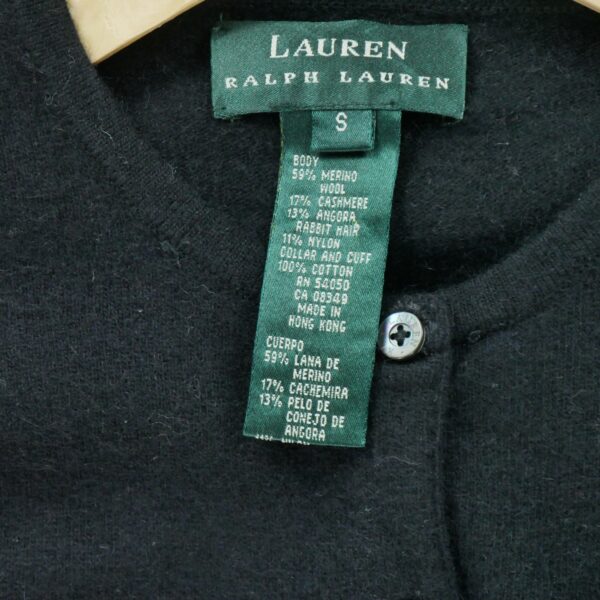 LAUREN
RALPH LAUREN
S
BODY
59% MERINO
WOOL
17% CASHMERE
13% ANGORA
RABBIT HAIR
11% NYLON
COLLAR AND CUFF
100% COTTON
RN 54050
CA 08349
MADE IN
HONG KONG
CUERPO
59% LANA DE
MERINO
17% CACHEMIRA
13% PELO DE
CONEJO DE
ANGORA